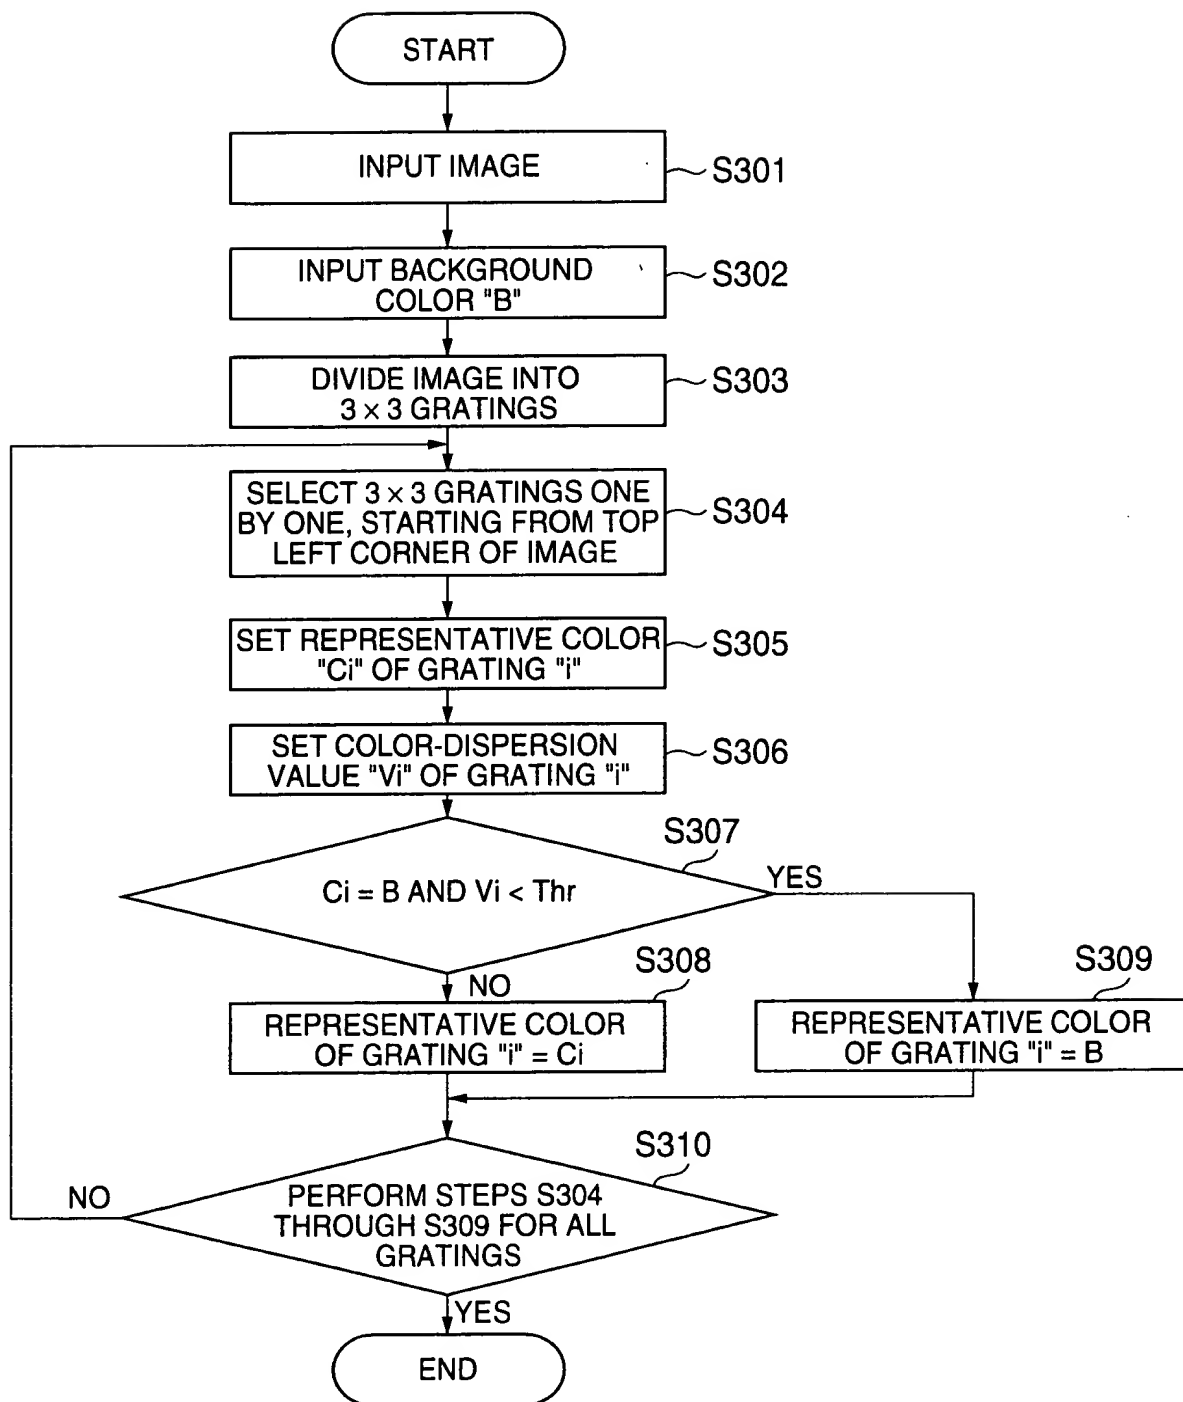 START
INPUT IMAGE
S301
INPUT BACKGROUND
COLOR "B"
S302
DIVIDE IMAGE INTO
3 × 3 GRATINGS
S303
SELECT 3 × 3 GRATINGS ONE
BY ONE, STARTING FROM TOP
LEFT CORNER OF IMAGE
S304
SET REPRESENTATIVE COLOR
"Ci" OF GRATING "i"
S305
SET COLOR-DISPERSION
VALUE "Vi" OF GRATING "i"
S306
S307
Ci = B AND Vi < Thr
YES
NO
S308
REPRESENTATIVE COLOR
OF GRATING "i" = Ci
S309
REPRESENTATIVE COLOR
OF GRATING "i" = B
S310
PERFORM STEPS S304
THROUGH S309 FOR ALL
GRATINGS
NO
YES
END